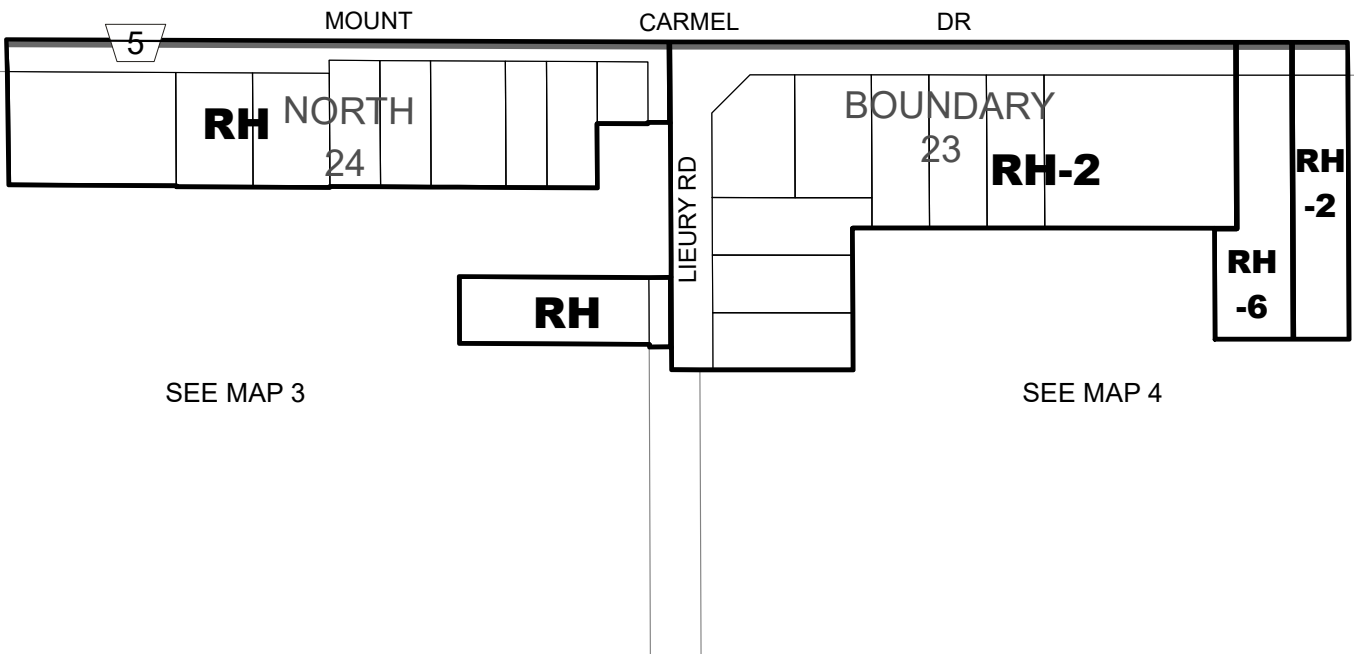 MOUNT CARMEL DR
5
NORTH
24
RH
BOUNDARY
23
RH-2
RH
-2
LIEURY RD
RH
-6
RH
SEE MAP 3
SEE MAP 4